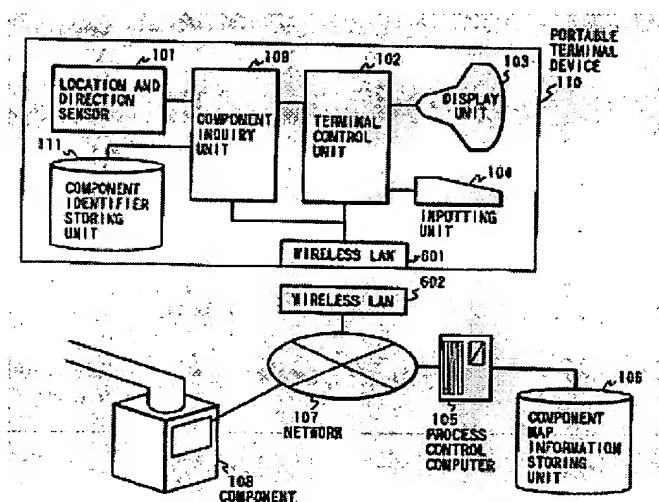 101
109
102
103
PORTABLE
TERMINAL
DEVICE
110
LOCATION AND
DIRECTION
SENSOR
COMPONENT
INQUIRY
UNIT
TERMINAL
CONTROL
UNIT
DISPLAY
UNIT
111
COMPONENT
IDENTIFIER
STORING
UNIT
104
INPUTTING
UNIT
WIRELESS LAN
601
WIRELESS LAN
602
107
NETWORK
105
PROCESS
CONTROL
COMPUTER
106
COMPONENT
MAP
INFORMATION
STORING
UNIT
108
COMPONENT